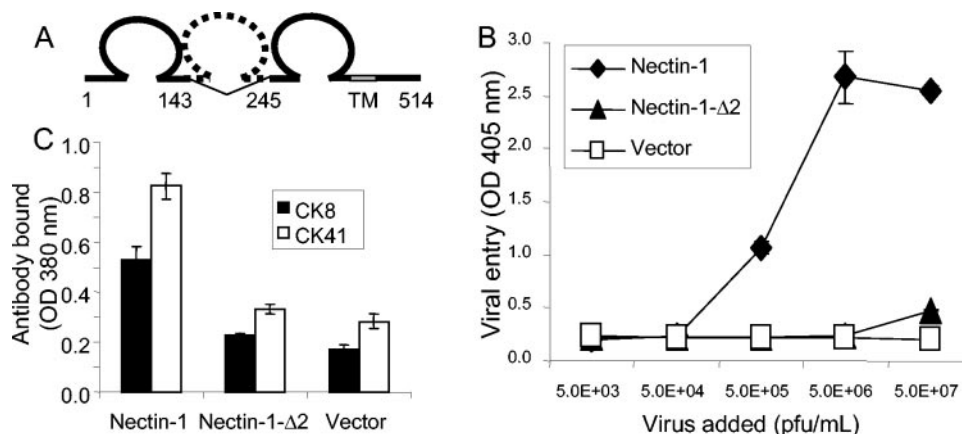 A
1 143 245 TM 514
B
Viral entry (OD 405 nm)
3.0
2.5
2.0
1.5
1.0
0.5
0.0
Nectin-1
Nectin-1-Δ2
Vector
5.0E+03 5.0E+04 5.0E+05 5.0E+06 5.0E+07
Virus added (pfu/mL)
C
Antibody bound
(OD 380 nm)
1.0
0.8
0.6
0.4
0.2
0.0
CK8
CK41
Nectin-1 Nectin-1-Δ2 Vector